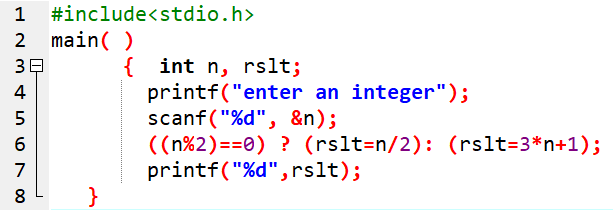 1 #include<stdio.h>
2 main( )
3 { int n, rslt;
4 printf("enter an integer");
5 scanf("%d", &n);
6 ((n%2)==0) ? (rslt=n/2): (rslt=3*n+1);
7 printf("%d",rslt);
8 }